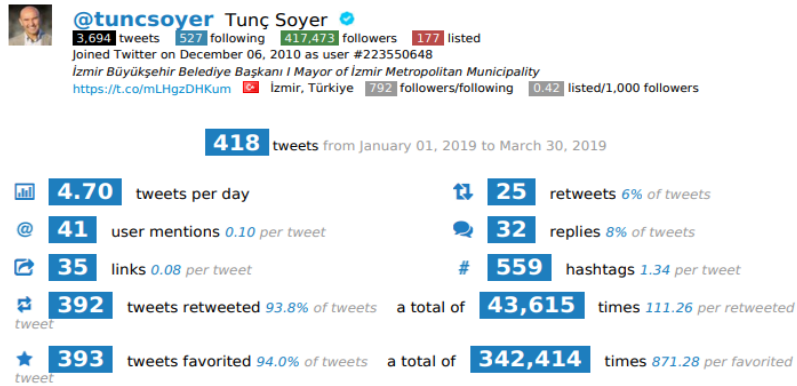 @tuncsoyer Tunç Soyer
3,694 tweets 527 following 417,473 followers 177 listed
Joined Twitter on December 06, 2010 as user #223550648
İzmir Büyükşehir Belediye Başkanı I Mayor of İzmir Metropolitan Municipality
https://t.co/mLHgzDHKum İzmir, Türkiye 792 followers/following 0.42 listed/1,000 followers
418 tweets from January 01, 2019 to March 30, 2019
4.70 tweets per day 25 retweets 6% of tweets
@ 41 user mentions 0.10 per tweet 32 replies 8% of tweets
35 links 0.08 per tweet # 559 hashtags 1.34 per tweet
392 tweets retweeted 93.8% of tweets a total of 43,615 times 111.26 per retweeted
tweet
393 tweets favorited 94.0% of tweets a total of 342,414 times 871.28 per favorited
tweet